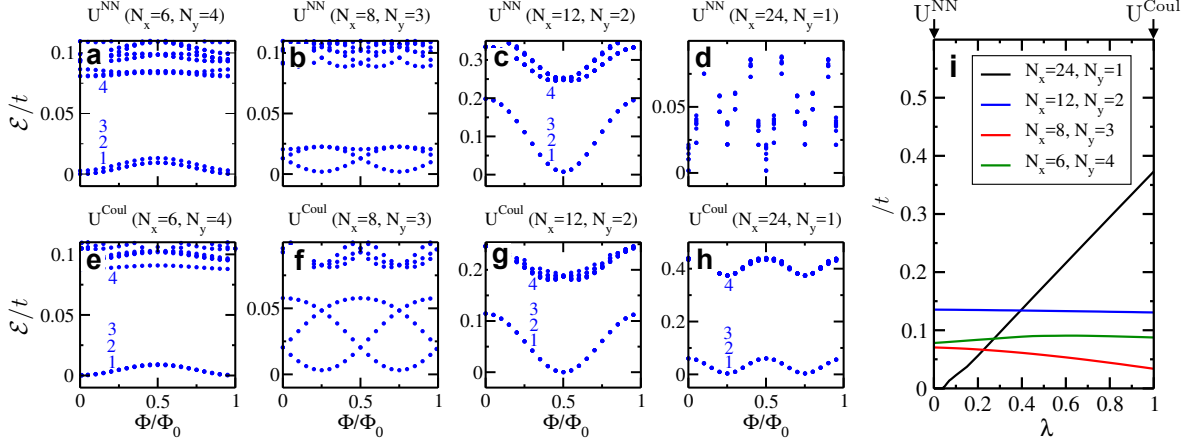 U^NN (N_x=6, N_y=4)
U^NN (N_x=8, N_y=3)
U^NN (N_x=12, N_y=2)
U^NN (N_x=24, N_y=1)
ℰ/t
0.1
0.05
0
a
4
3
2
1
0.1
0.05
0
b
0.3
0.2
0.1
0
c
4
3
2
1
0.05
0
d
U^Coul (N_x=6, N_y=4)
U^Coul (N_x=8, N_y=3)
U^Coul (N_x=12, N_y=2)
U^Coul (N_x=24, N_y=1)
ℰ/t
0.1
0.05
0
e
4
3
2
1
0 0.5 1
Φ/Φ_0
0.05
0
f
0 0.5 1
Φ/Φ_0
0.2
0.1
0
g
4
3
2
1
0 0.5 1
Φ/Φ_0
0.4
0.2
0
h
4
3
2
1
0 0.5 1
Φ/Φ_0
U^NN
U^Coul
i
N_x=24, N_y=1
N_x=12, N_y=2
N_x=8, N_y=3
N_x=6, N_y=4
/t
0.5
0.4
0.3
0.2
0.1
0
0 0.2 0.4 0.6 0.8 1
λ